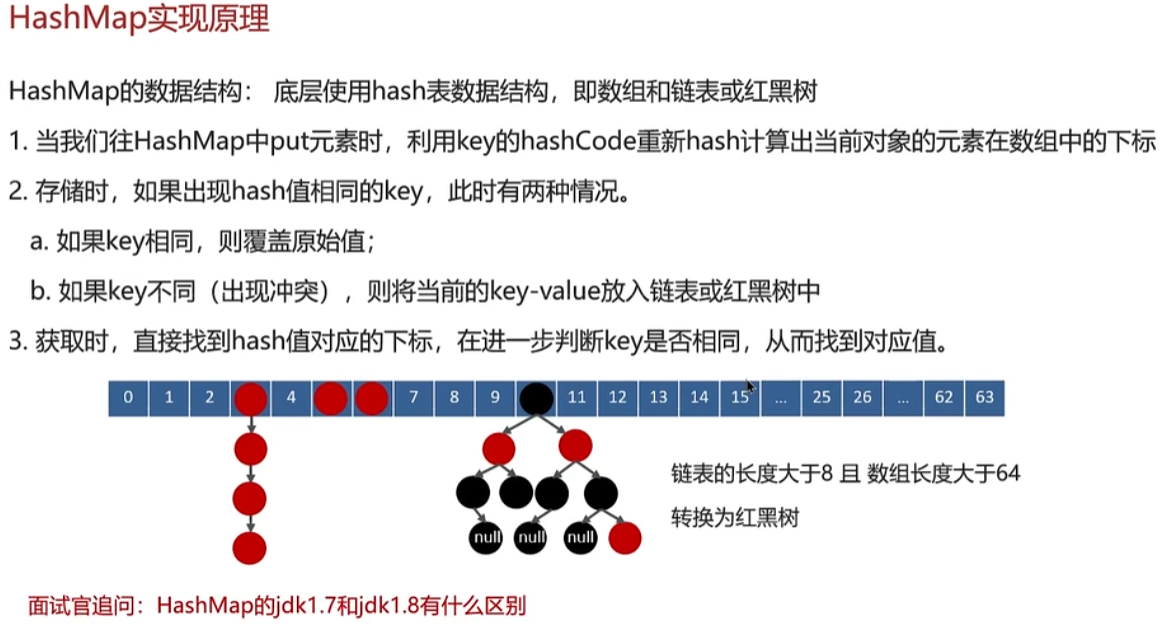 HashMap实现原理
HashMap的数据结构： 底层使用hash表数据结构，即数组和链表或红黑树
1. 当我们往HashMap中put元素时，利用key的hashCode重新hash计算出当前对象的元素在数组中的下标
2. 存储时，如果出现hash值相同的key，此时有两种情况。
a. 如果key相同，则覆盖原始值；
b. 如果key不同（出现冲突），则将当前的key-value放入链表或红黑树中
3. 获取时，直接找到hash值对应的下标，在进一步判断key是否相同，从而找到对应值。
0 1 2 4 7 8 9 11 12 13 14 15 ... 25 26 ... 62 63
链表的长度大于8 且 数组长度大于64
转换为红黑树
null null null
面试官追问：HashMap的jdk1.7和jdk1.8有什么区别